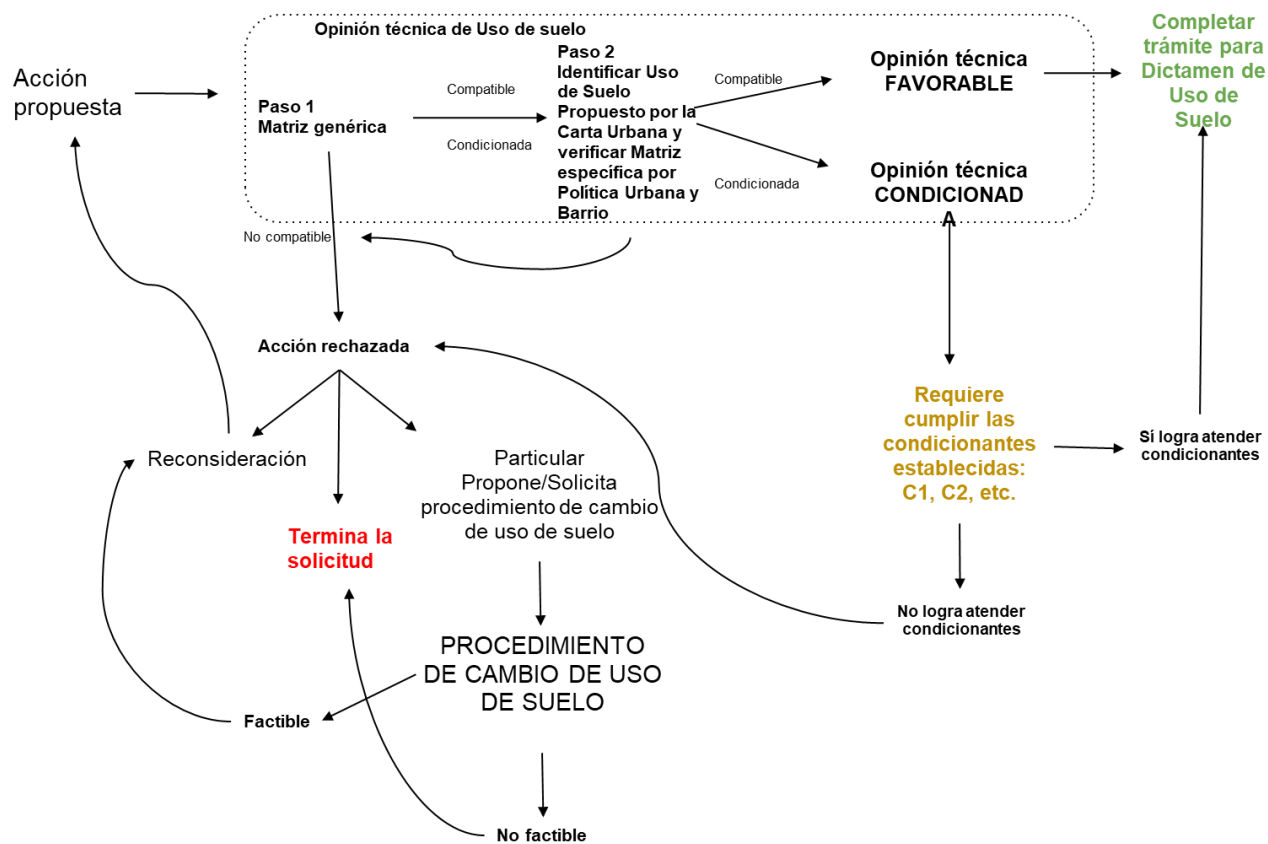 Opinión técnica de Uso de suelo
Acción
propuesta
Paso 1
Matriz genérica
Compatible
Condicionada
Paso 2
Identificar Uso
de Suelo
Propuesto por la
Carta Urbana y
verificar Matriz
específica por
Política Urbana y
Barrio
Compatible
Condicionada
Opinión técnica
FAVORABLE
Opinión técnica
CONDICIONAD
A
Completar
trámite para
Dictamen de
Uso de
Suelo
No compatible
Acción rechazada
Reconsideración
Termina la
solicitud
Particular
Propone/Solicita
procedimiento de cambio
de uso de suelo
Requiere
cumplir las
condicionantes
establecidas:
C1, C2, etc.
Sí logra atender
condicionantes
No logra atender
condicionantes
PROCEDIMIENTO
DE CAMBIO DE USO
DE SUELO
Factible
No factible